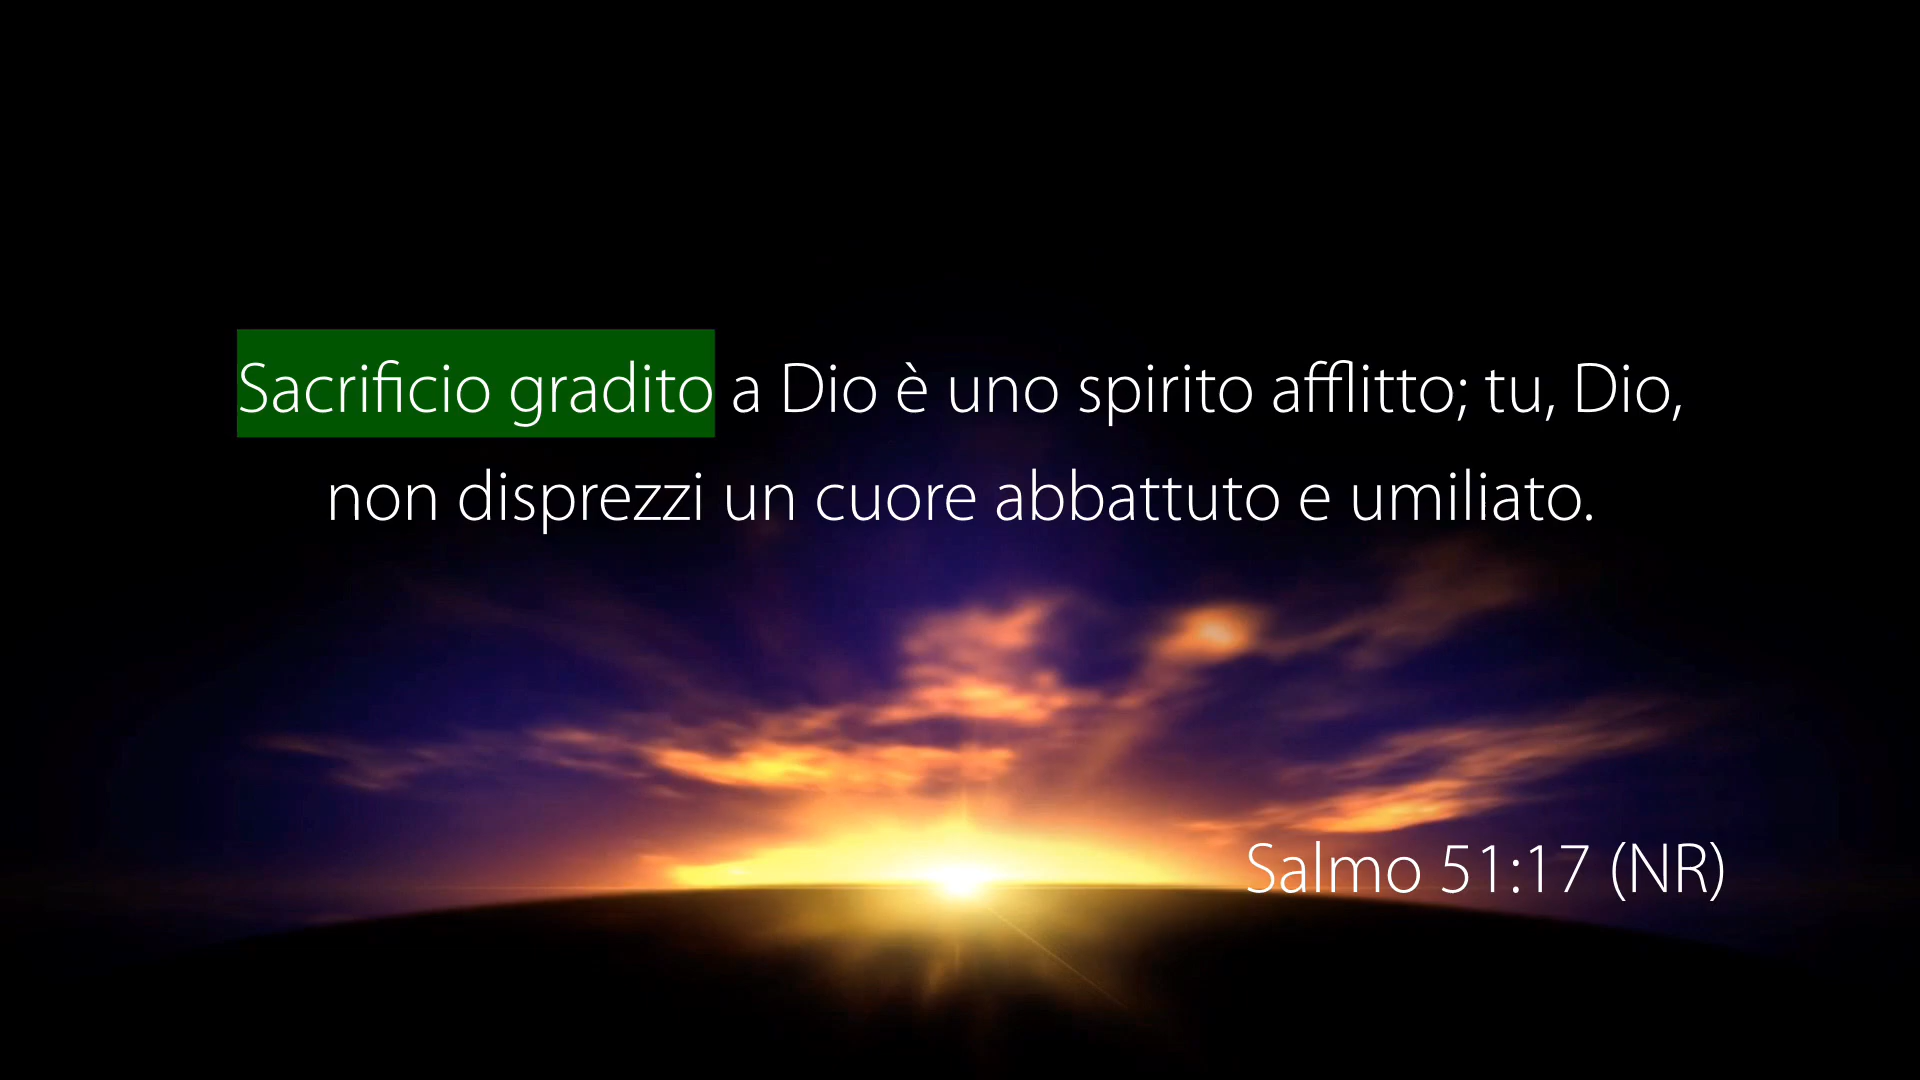 Sacrificio gradito a Dio è uno spirito afflitto; tu, Dio,
non disprezzi un cuore abbattuto e umiliato.
Salmo 51:17 (NR)